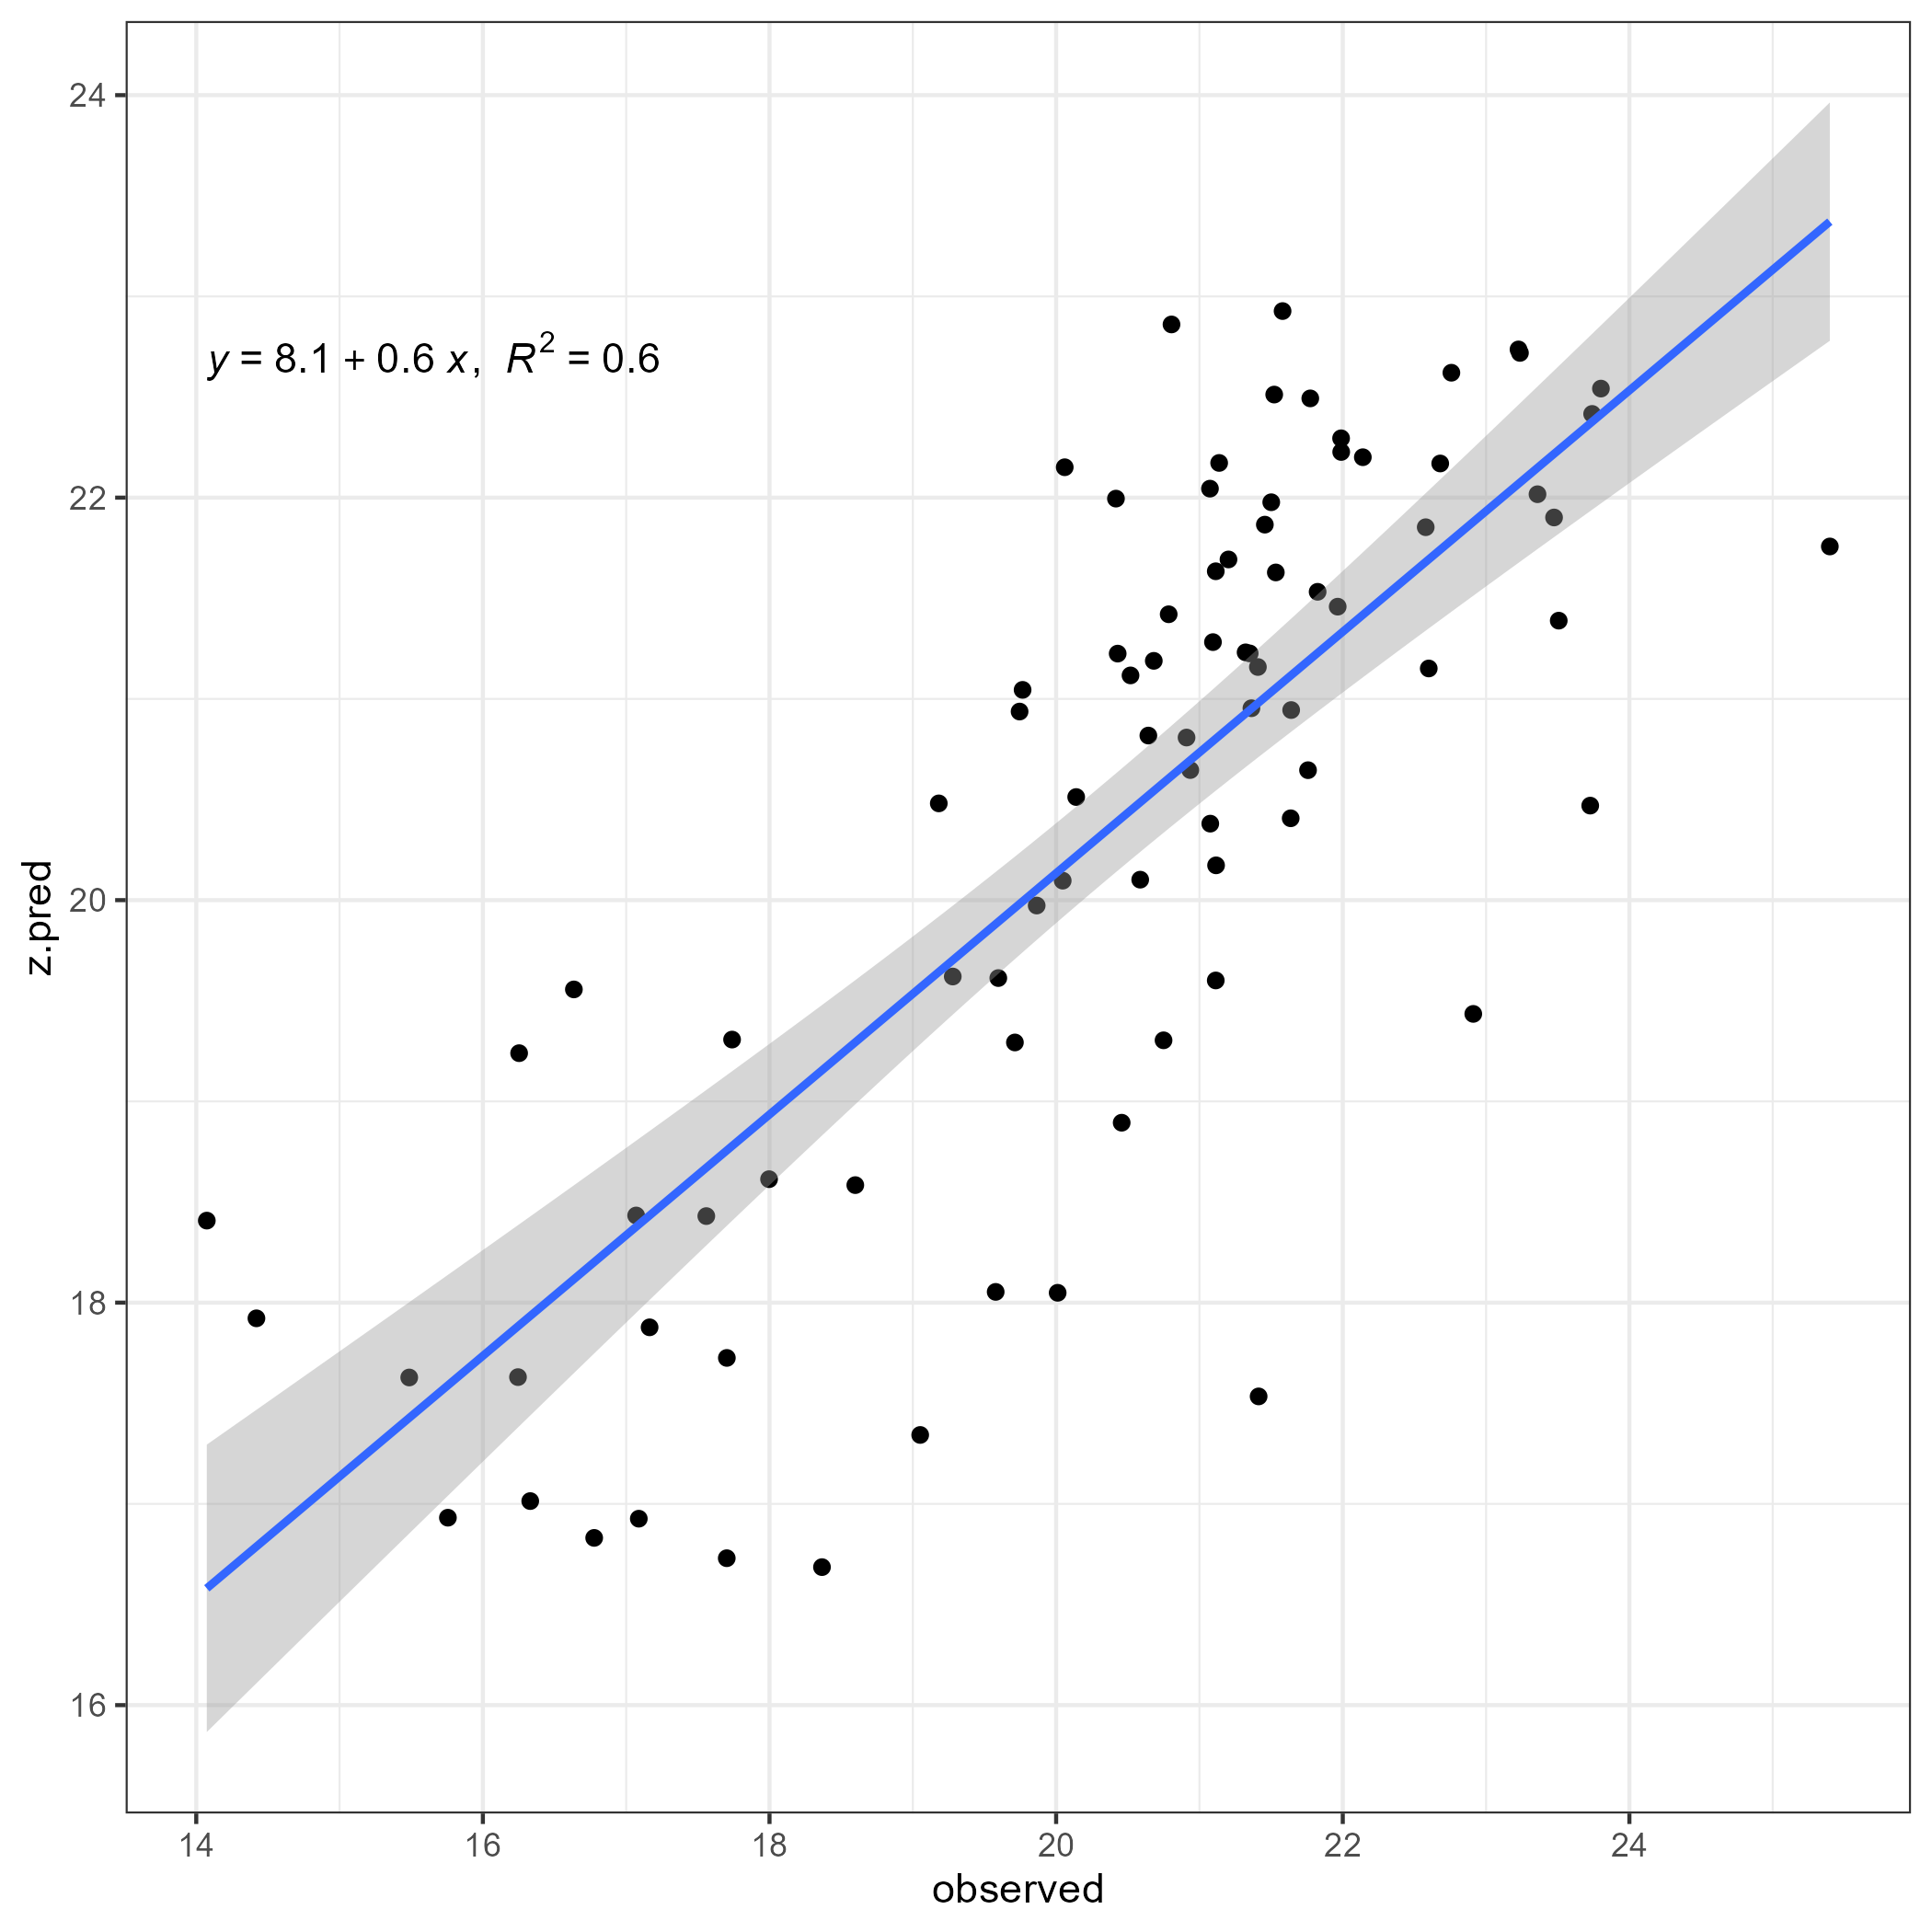 24
y = 8.1 + 0.6 x, R² = 0.6
22
20
z.pred
18
16
14 16 18 20 22 24
observed